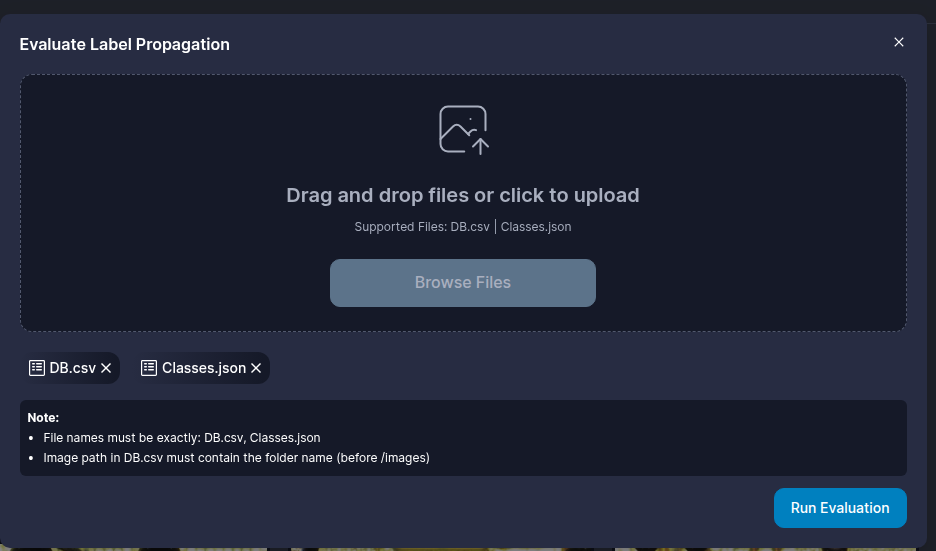 Evaluate Label Propagation
Drag and drop files or click to upload
Supported Files: DB.csv | Classes.json
Browse Files
DB.csv
Classes.json
Note:
• File names must be exactly: DB.csv, Classes.json
• Image path in DB.csv must contain the folder name (before /images)
Run Evaluation